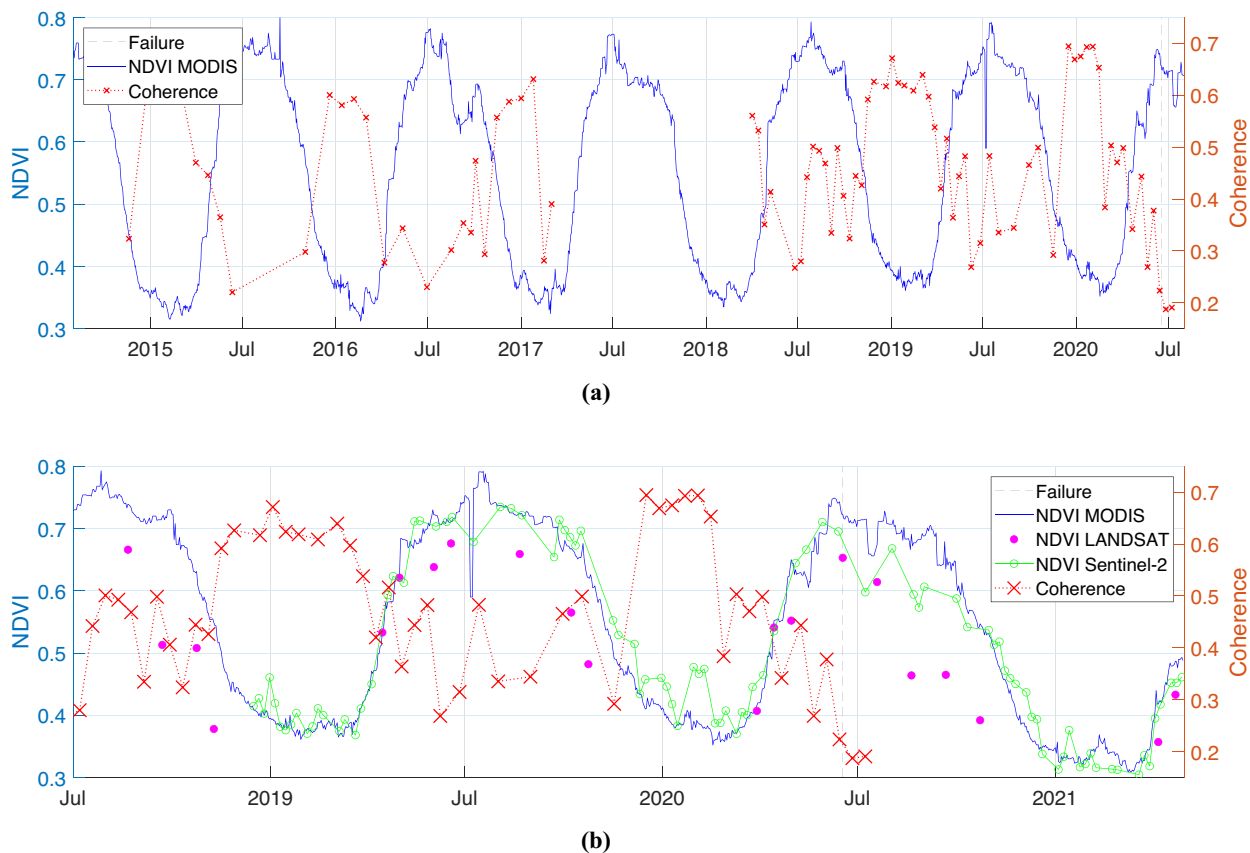 0.8
0.7
0.6
0.5
0.4
0.3
NDVI
Failure
NDVI MODIS
Coherence
0.7
0.6
0.5
0.4
0.3
0.2
Coherence
2015 Jul 2016 Jul 2017 Jul 2018 Jul 2019 Jul 2020 Jul
(a)
0.8
0.7
0.6
0.5
0.4
0.3
NDVI
Failure
NDVI MODIS
NDVI LANDSAT
NDVI Sentinel-2
Coherence
0.7
0.6
0.5
0.4
0.3
0.2
Coherence
Jul 2019 Jul 2020 Jul 2021
(b)